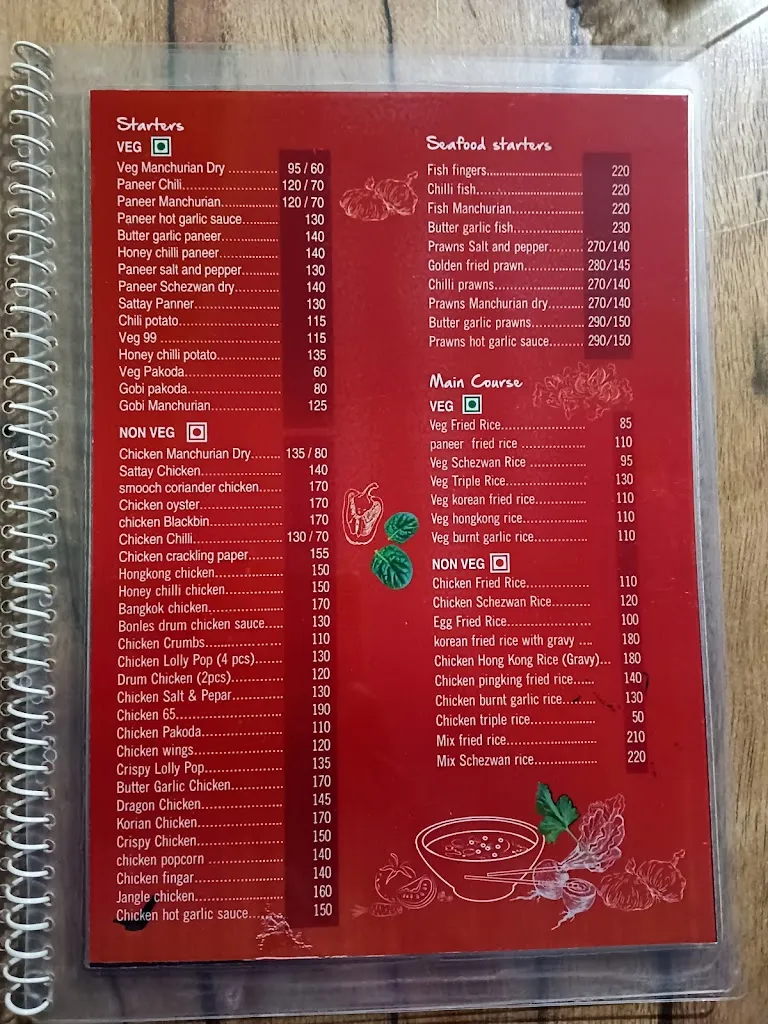 Starters
VEG
Veg Manchurian Dry ............ 95 / 60
Paneer Chili.......................... 120 / 70
Paneer Manchurian............... 120 / 70
Paneer hot garlic sauce.......... 130
Butter garlic paneer............... 140
Honey chilli paneer................ 140
Paneer salt and pepper........... 130
Paneer Schezwan dry............. 140
Sattay Panner........................ 130
Chili potato........................... 115
Veg 99 ................................ 115
Honey chilli potato................. 135
Veg Pakoda........................... 60
Gobi pakoda.......................... 80
Gobi Manchurian.................... 125
NON VEG
Chicken Manchurian Dry........ 135 / 80
Sattay Chicken...................... 140
smooch coriander chicken...... 170
Chicken oyster...................... 170
chicken Blackbin................... 170
Chicken Chilli....................... 130 / 70
Chicken crackling paper......... 155
Hongkong chicken................. 150
Honey chilli chicken............... 150
Bangkok chicken................... 170
Bonles drum chicken sauce..... 130
Chicken Crumbs.................... 110
Chicken Lolly Pop (4 pcs)....... 130
Drum Chicken (2pcs)............. 120
Chicken Salt & Pepar............. 130
Chicken 65........................... 190
Chicken Pakoda.................... 110
Chicken wings...................... 120
Crispy Lolly Pop................... 135
Butter Garlic Chicken............. 170
Dragon Chicken.................... 145
Korian Chicken..................... 170
Crispy Chicken..................... 150
chicken popcorn ................... 140
Chicken fingar...................... 140
Jangle chicken...................... 160
Chicken hot garlic sauce........ 150
Seafood starters
Fish fingers.......................... 220
Chilli fish............................. 220
Fish Manchurian................... 220
Butter garlic fish................... 230
Prawns Salt and pepper......... 270/140
Golden fried prawn............... 280/145
Chilli prawns........................ 270/140
Prawns Manchurian dry......... 270/140
Butter garlic prawns.............. 290/150
Prawns hot garlic sauce......... 290/150
Main Course
VEG
Veg Fried Rice...................... 85
paneer fried rice .................. 110
Veg Schezwan Rice .............. 95
Veg Triple Rice..................... 130
Veg korean fried rice............. 110
Veg hongkong rice................ 110
Veg burnt garlic rice.............. 110
NON VEG
Chicken Fried Rice................ 110
Chicken Schezwan Rice.......... 120
Egg Fried Rice...................... 100
korean fried rice with gravy .... 180
Chicken Hong Kong Rice (Gravy)... 180
Chicken pingking fried rice...... 140
Chicken burnt garlic rice......... 130
Chicken triple rice................. 50
Mix fried rice........................ 210
Mix Schezwan rice................. 220